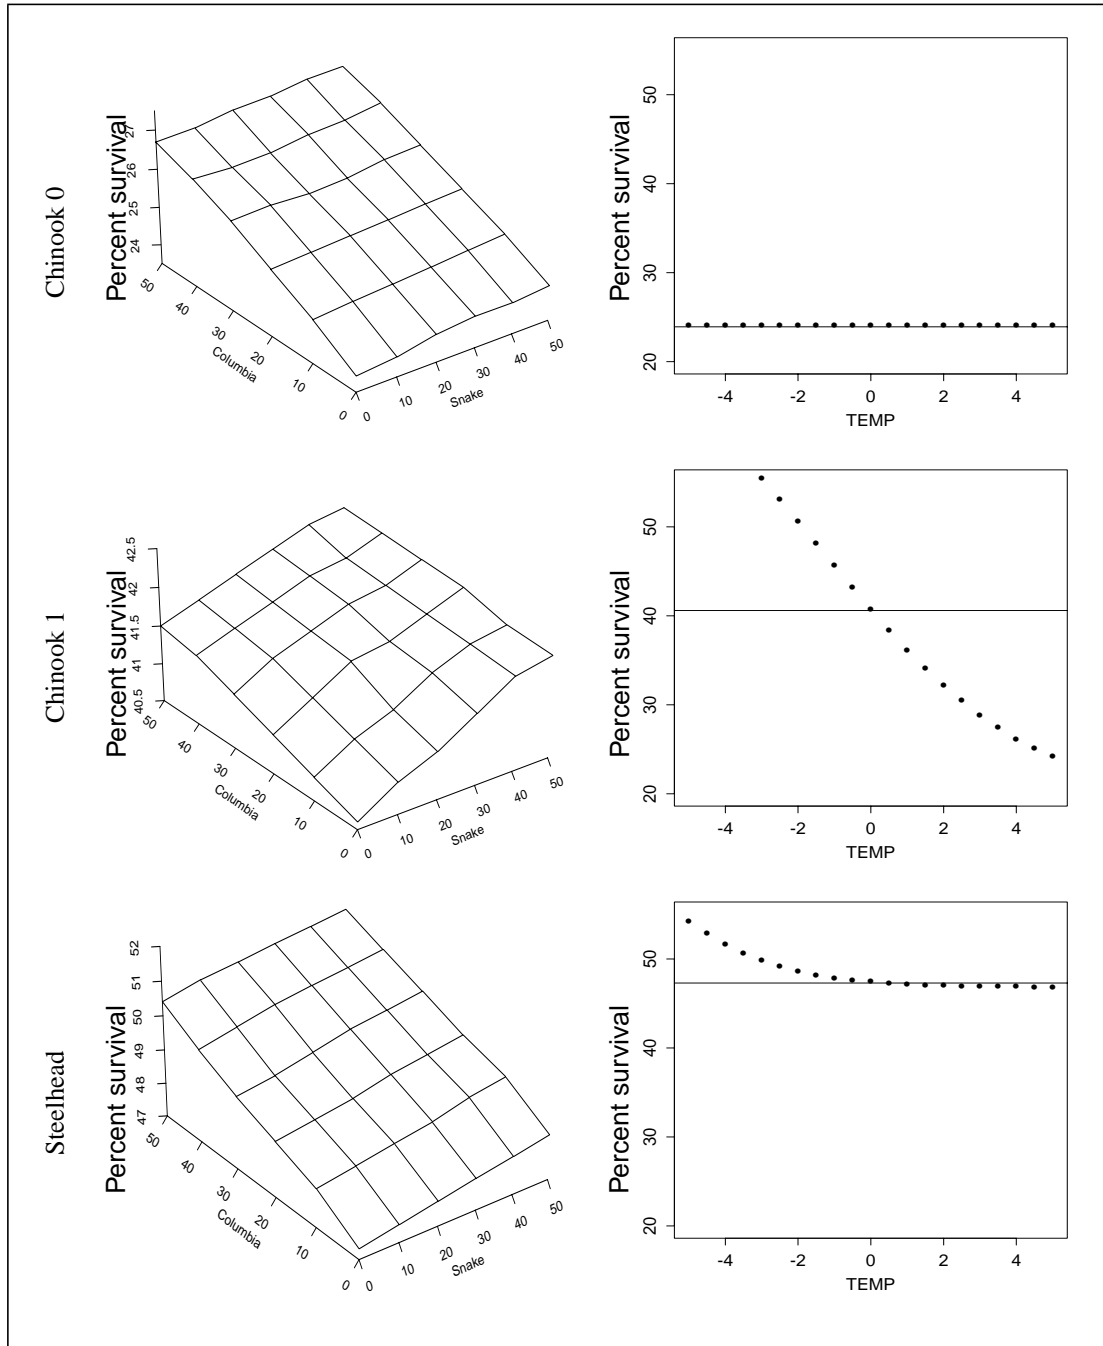 Chinook 0
Percent survival
24 25 26 27
50 40 30 20 10 0
Columbia
0 10 20 30 40 50
Snake
Percent survival
20 30 40 50
-4 -2 0 2 4
TEMP
Chinook 1
Percent survival
40.5 41 41.5 42 42.5
50 40 30 20 10 0
Columbia
0 10 20 30 40 50
Snake
Percent survival
20 30 40 50
-4 -2 0 2 4
TEMP
Steelhead
Percent survival
47 48 49 50 51 52
50 40 30 20 10 0
Columbia
0 10 20 30 40 50
Snake
Percent survival
20 30 40 50
-4 -2 0 2 4
TEMP